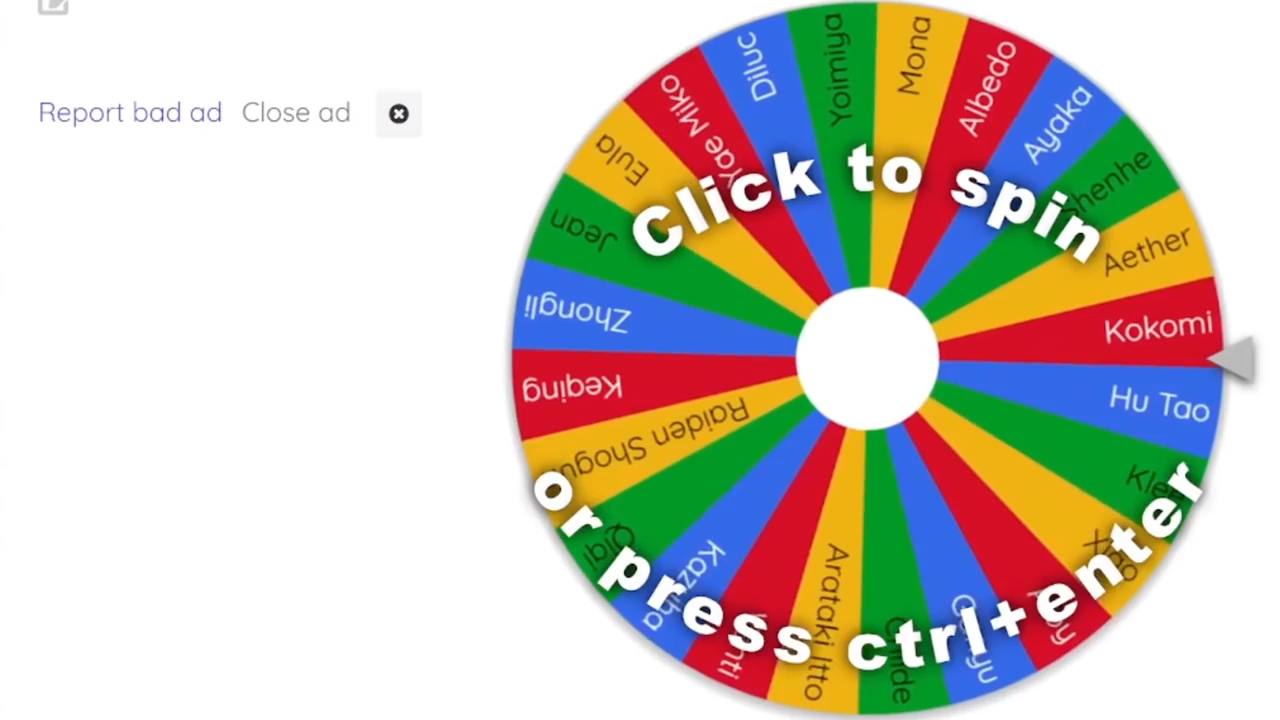 Report bad ad Close ad
Click to spin
or press ctrl+enter
Diluc
Yoimiya
Mona
Albedo
Ayaka
Aether
Kokomi
Hu Tao
Arataki Itto
Raiden Shogun
Keqing
Zhongli
Jean
Eula
Yae Miko